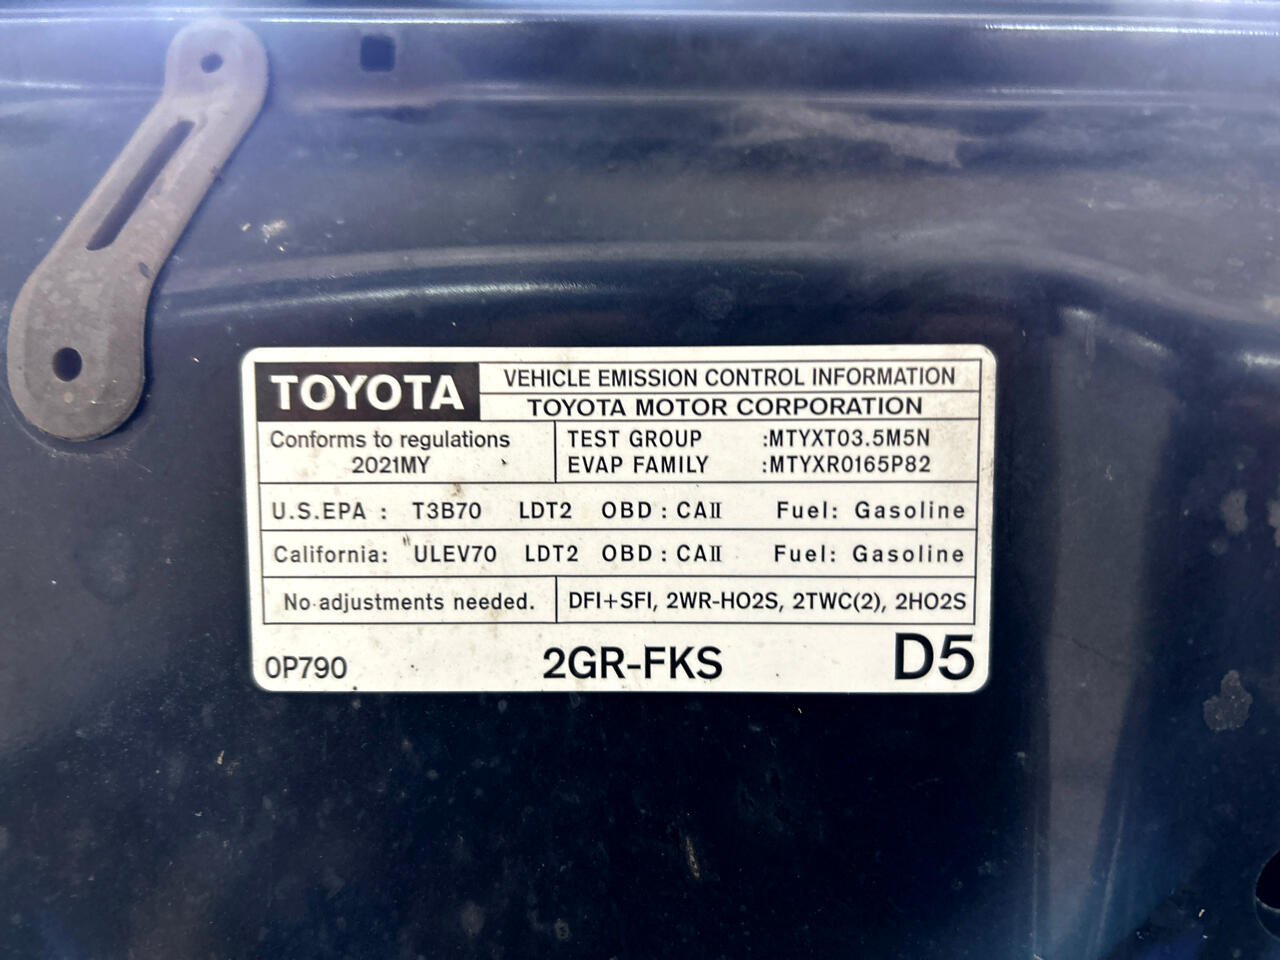 TOYOTA
VEHICLE EMISSION CONTROL INFORMATION
TOYOTA MOTOR CORPORATION
Conforms to regulations
2021MY
TEST GROUP :MTYXT03.5M5N
EVAP FAMILY :MTYXR0165P82
U.S.EPA : T3B70 LDT2 OBD : CAII Fuel: Gasoline
California: ULEV70 LDT2 OBD : CAII Fuel: Gasoline
No adjustments needed.
DFI+SFI, 2WR-HO2S, 2TWC(2), 2HO2S
0P790 2GR-FKS D5